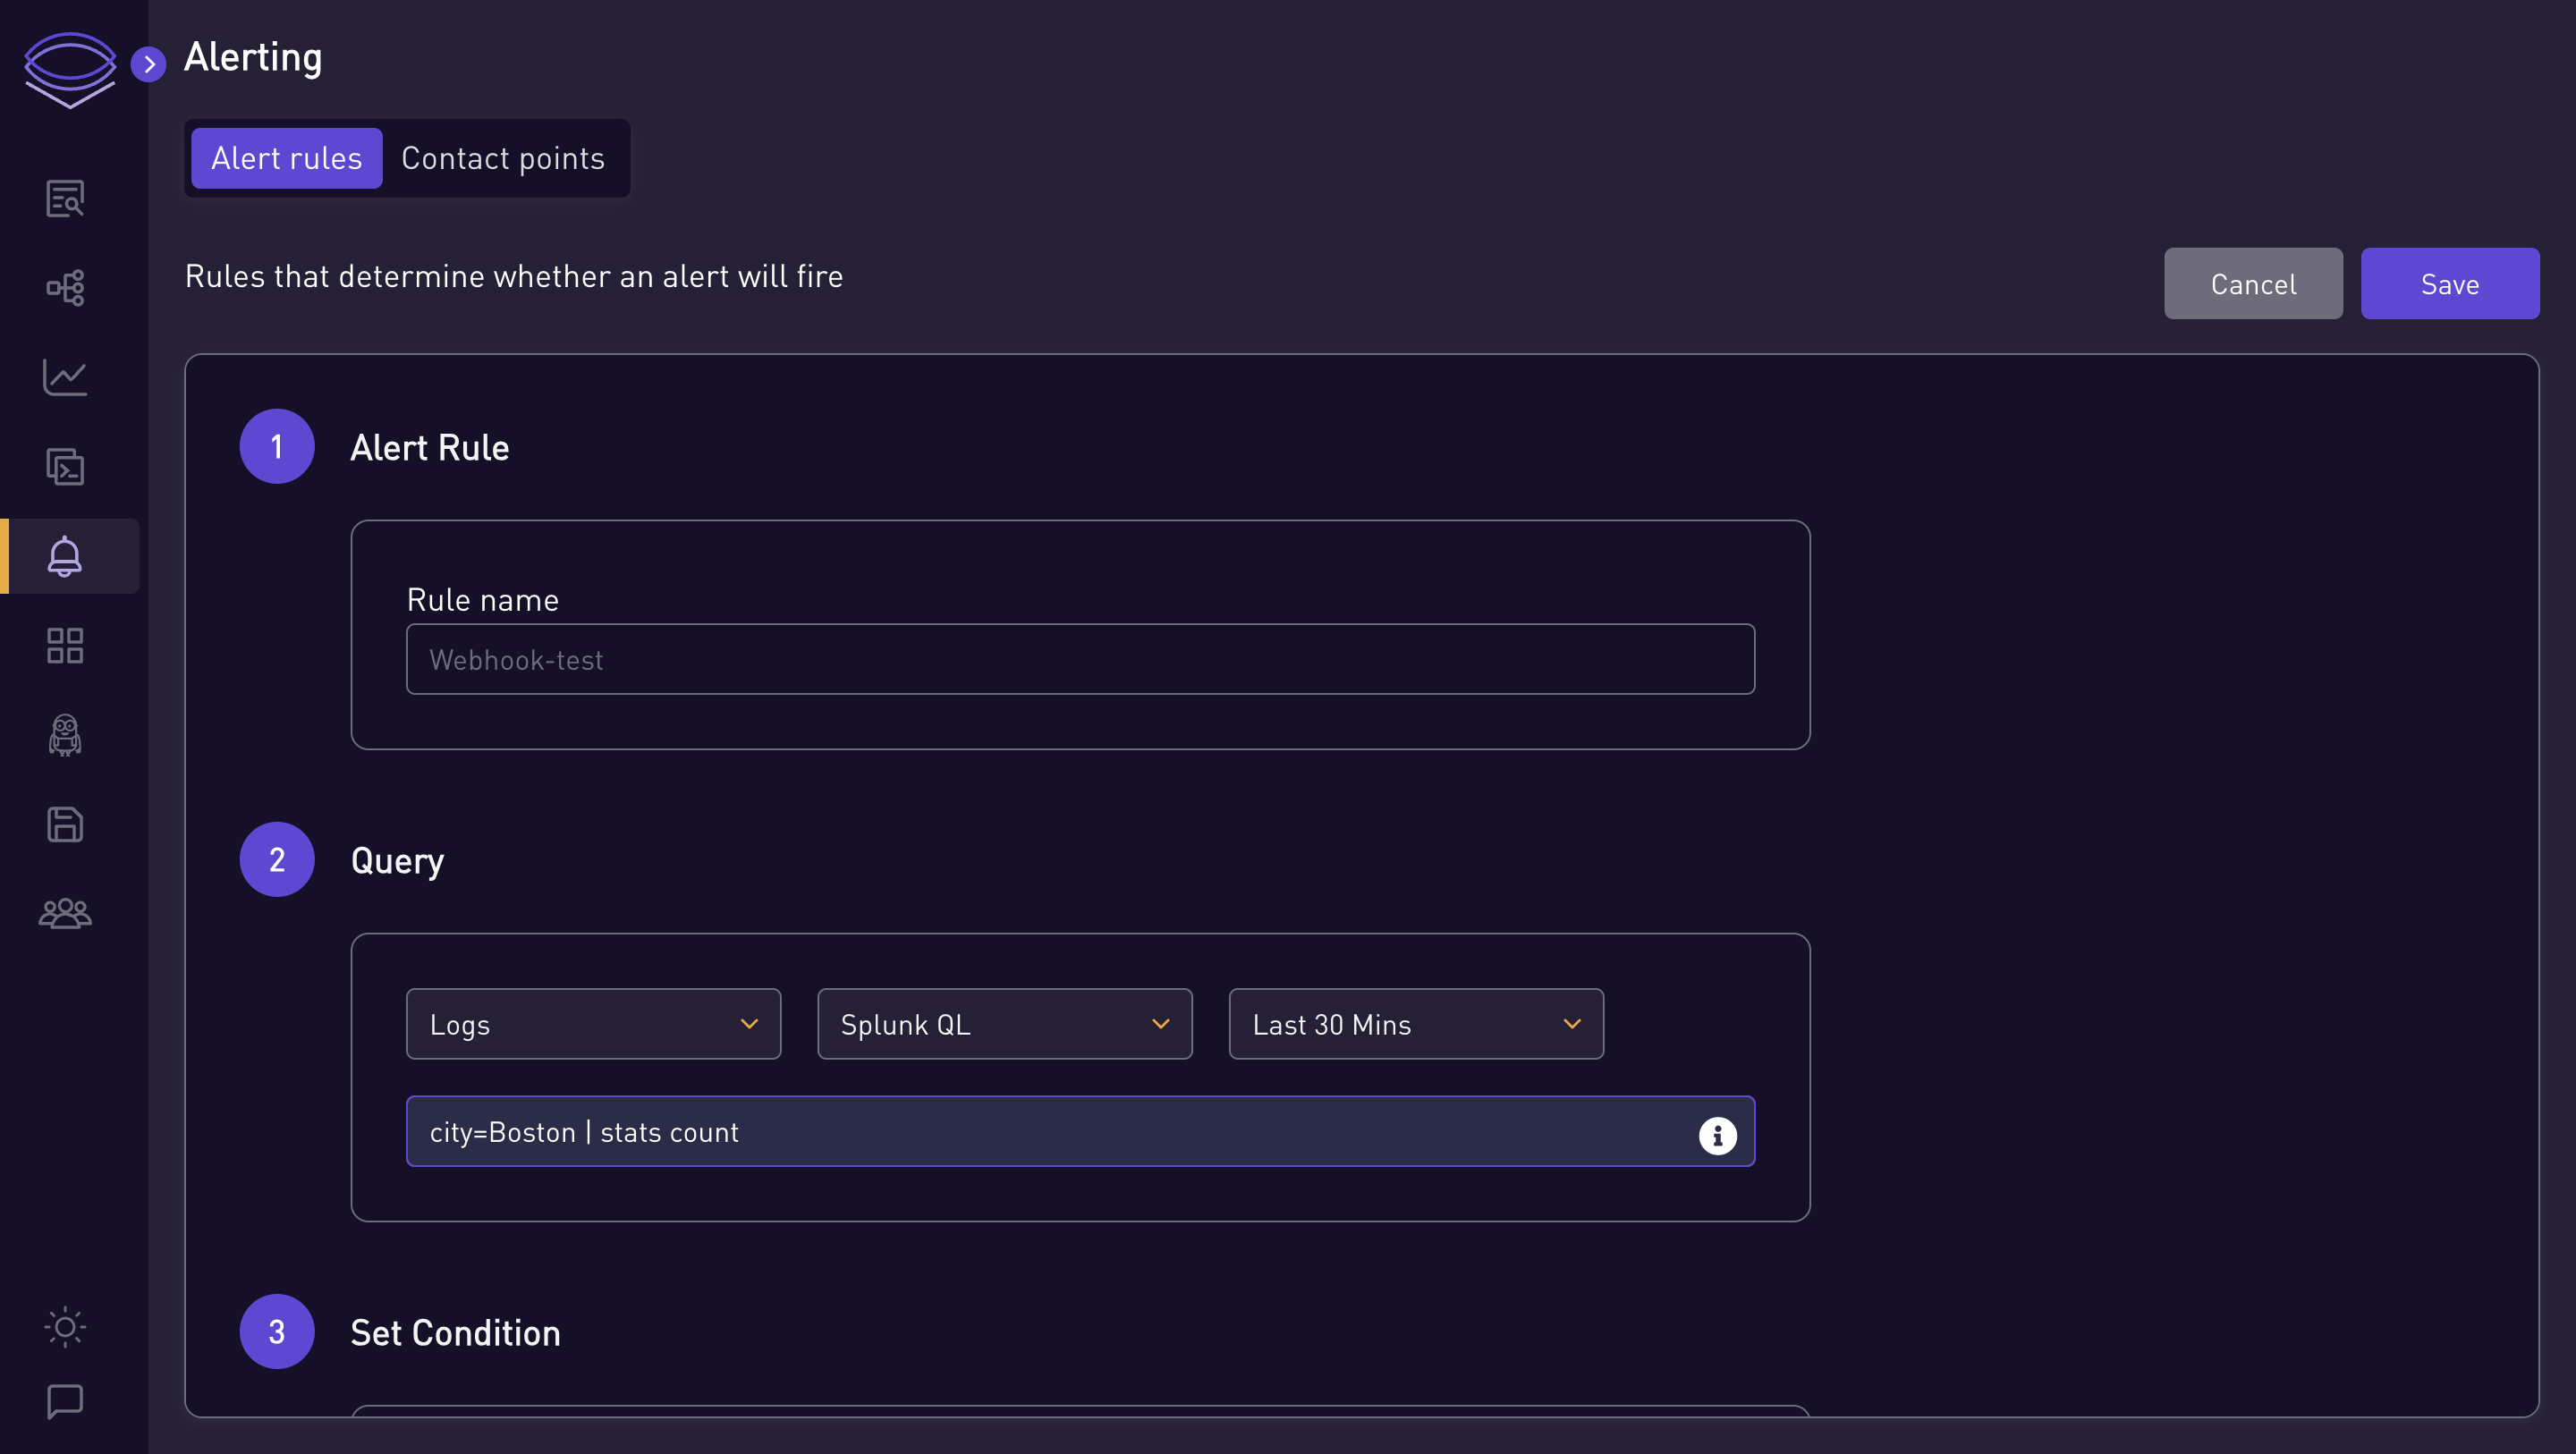 Alerting
Alert rules
Contact points
Rules that determine whether an alert will fire
Cancel
Save
1
Alert Rule
Rule name
Webhook-test
2
Query
Logs
Splunk QL
Last 30 Mins
city=Boston | stats count
3
Set Condition